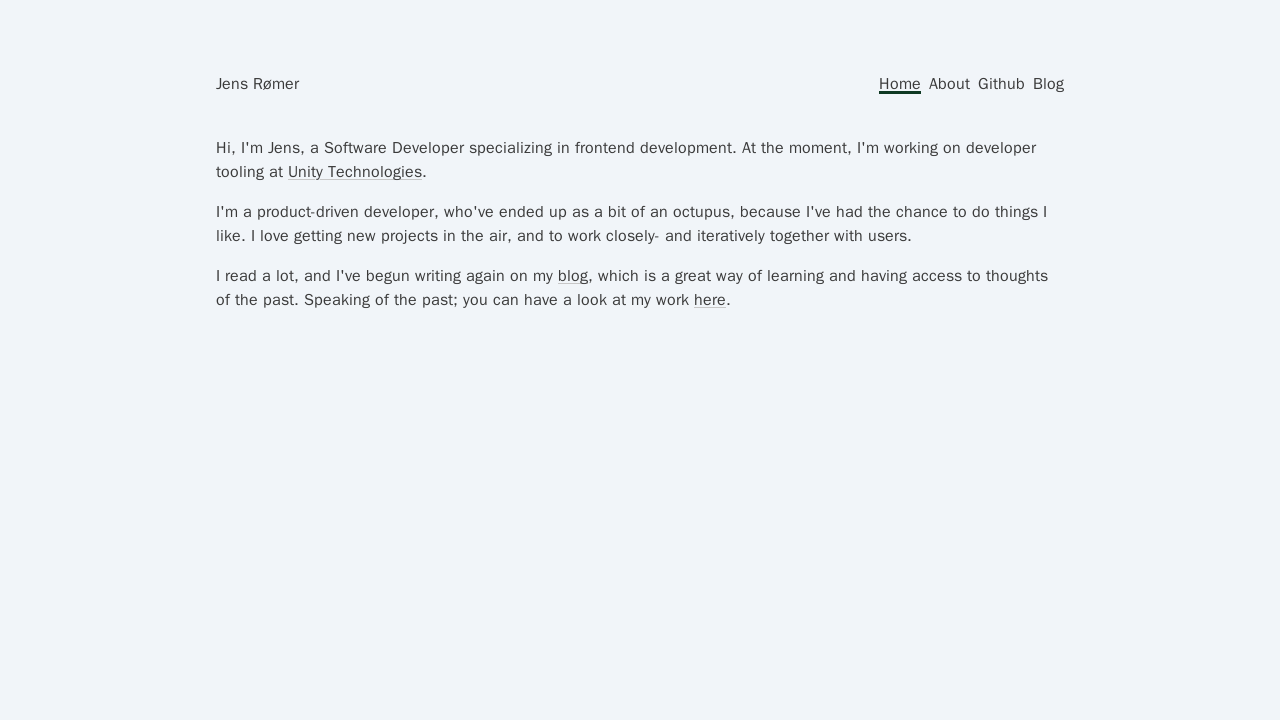 Jens Rømer
Home About Github Blog
Hi, I'm Jens, a Software Developer specializing in frontend development. At the moment, I'm working on developer
tooling at Unity Technologies.
I'm a product-driven developer, who've ended up as a bit of an octupus, because I've had the chance to do things I
like. I love getting new projects in the air, and to work closely- and iteratively together with users.
I read a lot, and I've begun writing again on my blog, which is a great way of learning and having access to thoughts
of the past. Speaking of the past; you can have a look at my work here.